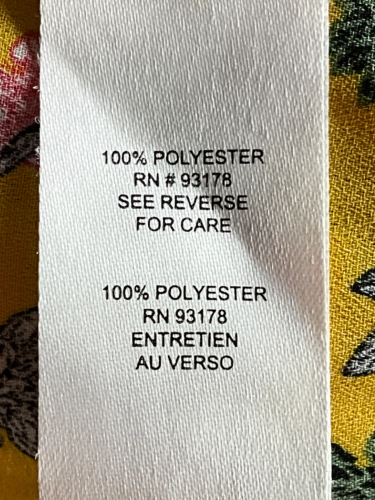 100% POLYESTER
RN # 93178
SEE REVERSE
FOR CARE
100% POLYESTER
RN 93178
ENTRETIEN
AU VERSO